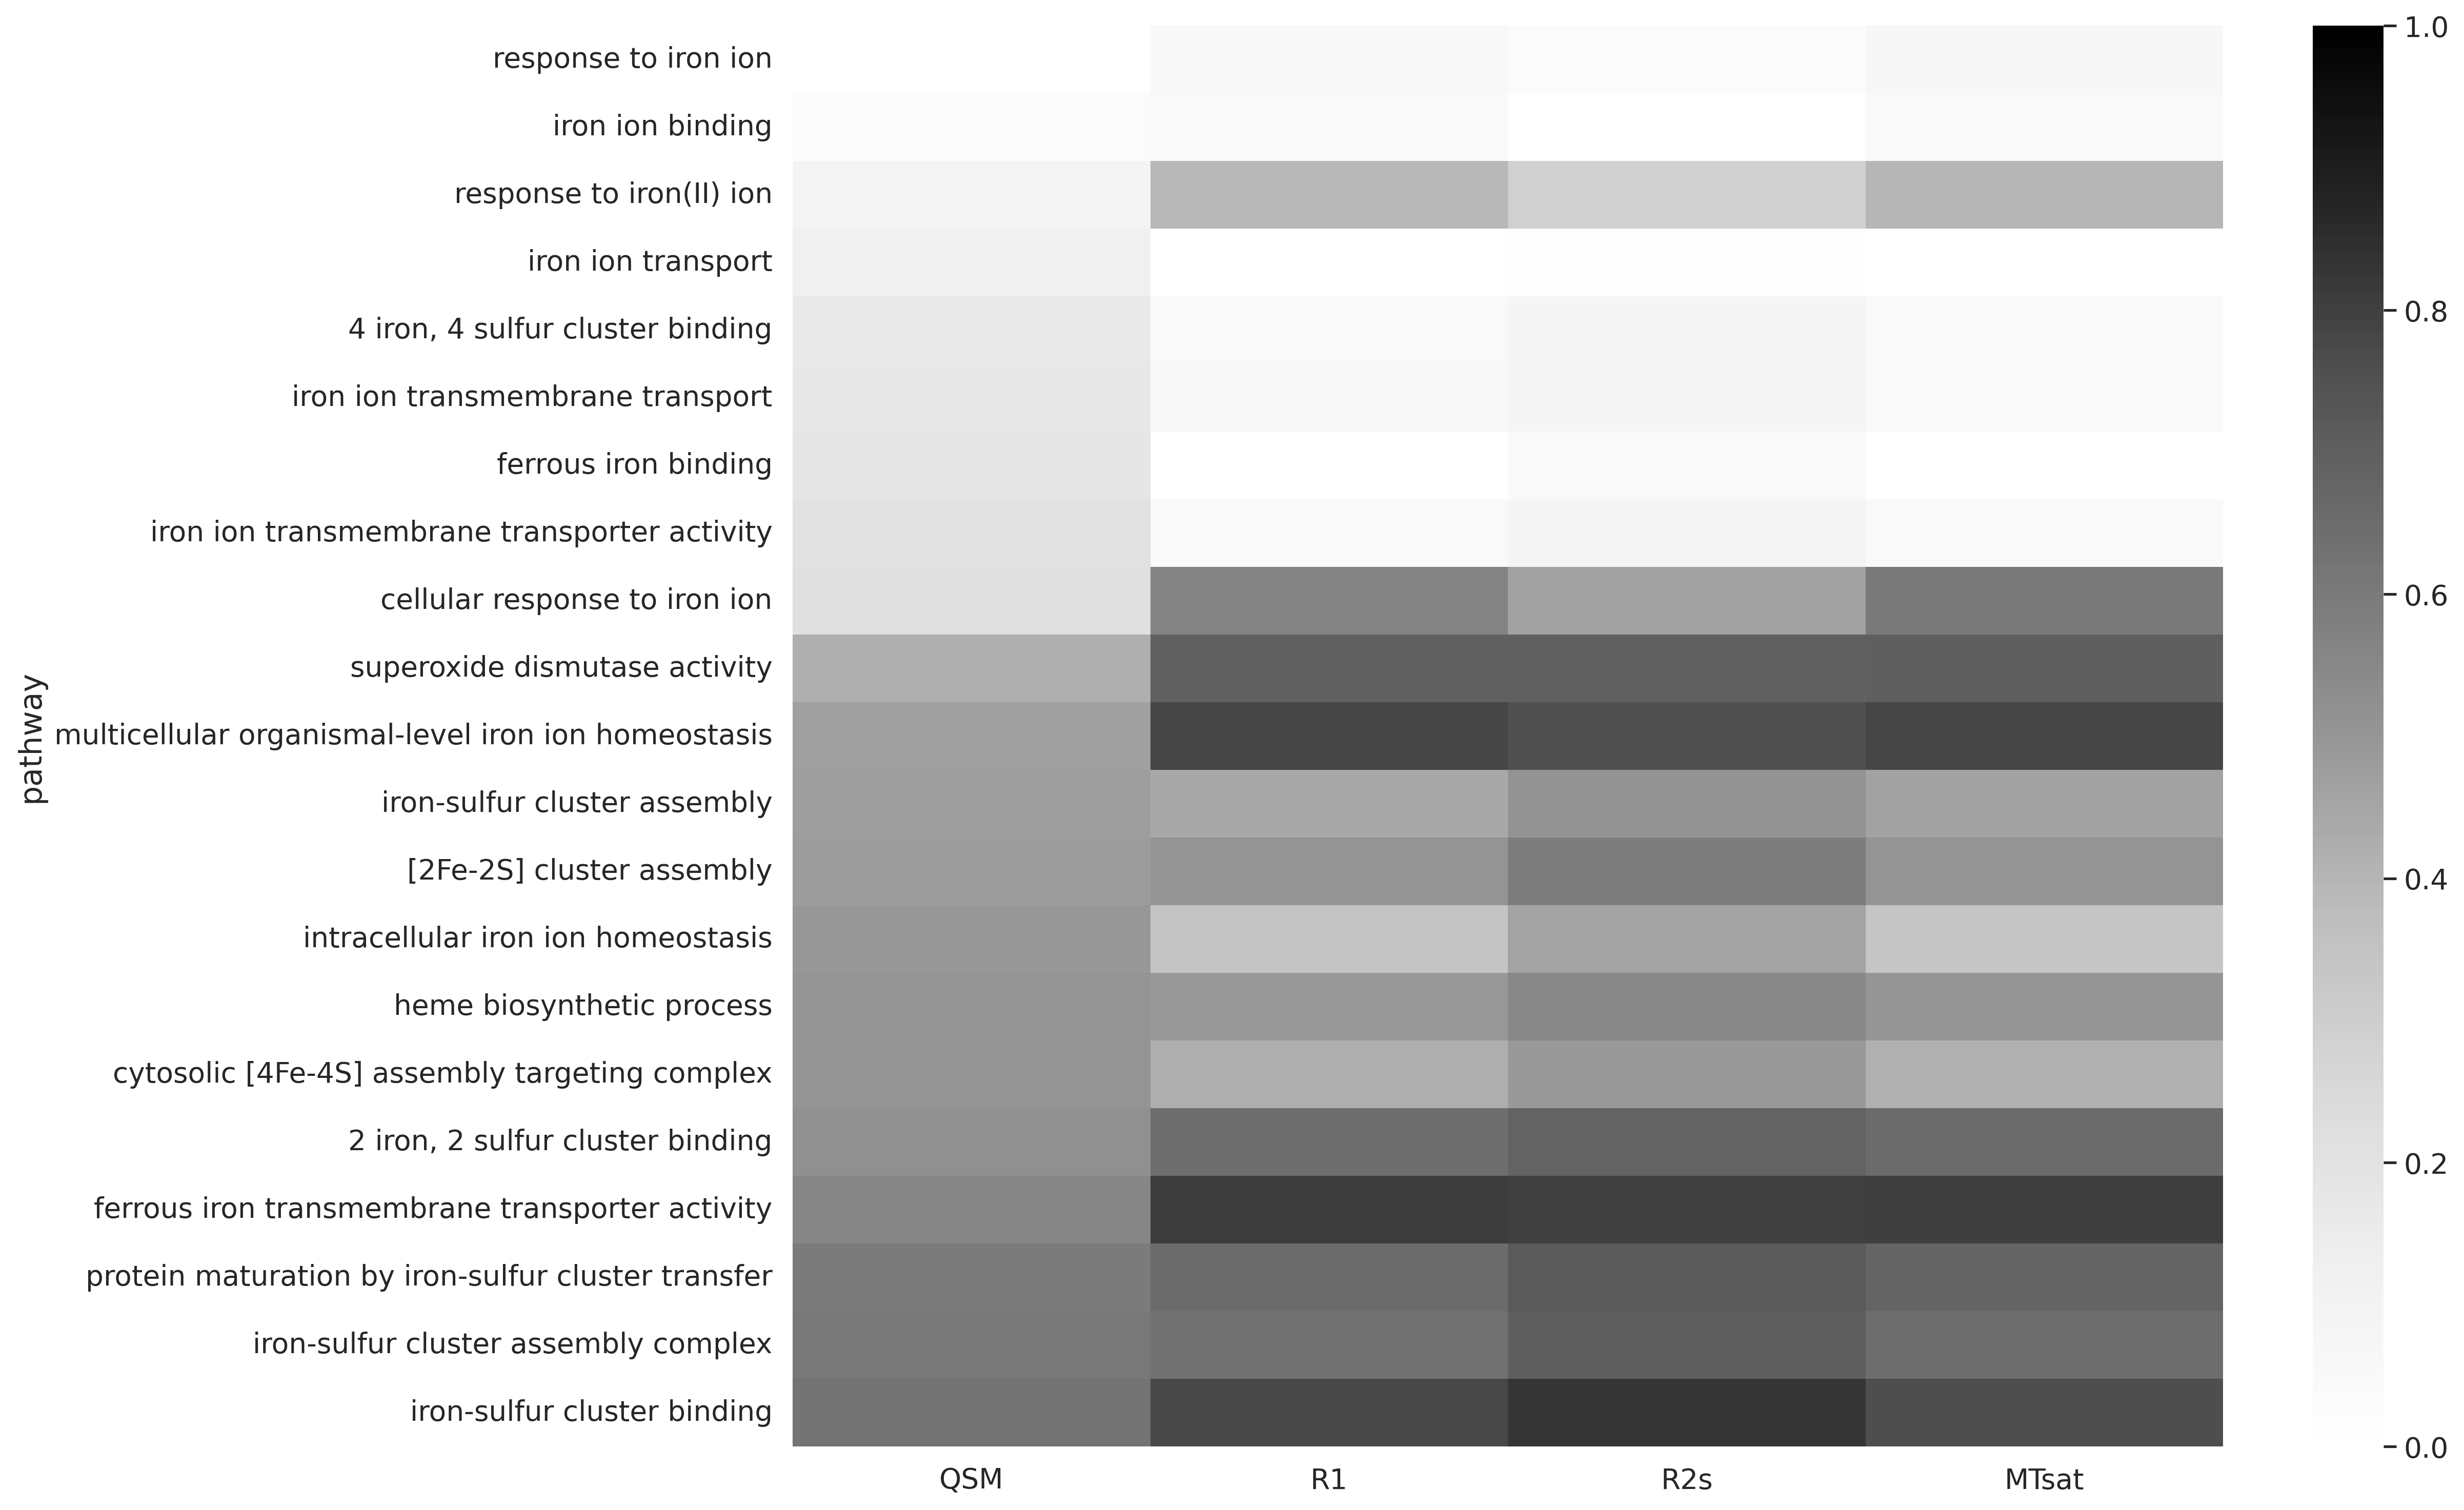 response to iron ion
iron ion binding
response to iron(II) ion
iron ion transport
4 iron, 4 sulfur cluster binding
iron ion transmembrane transport
ferrous iron binding
iron ion transmembrane transporter activity
cellular response to iron ion
superoxide dismutase activity
multicellular organismal-level iron ion homeostasis
iron-sulfur cluster assembly
[2Fe-2S] cluster assembly
intracellular iron ion homeostasis
heme biosynthetic process
cytosolic [4Fe-4S] assembly targeting complex
2 iron, 2 sulfur cluster binding
ferrous iron transmembrane transporter activity
protein maturation by iron-sulfur cluster transfer
iron-sulfur cluster assembly complex
iron-sulfur cluster binding
pathway
QSM R1 R2s MTsat
1.0
0.8
0.6
0.4
0.2
0.0